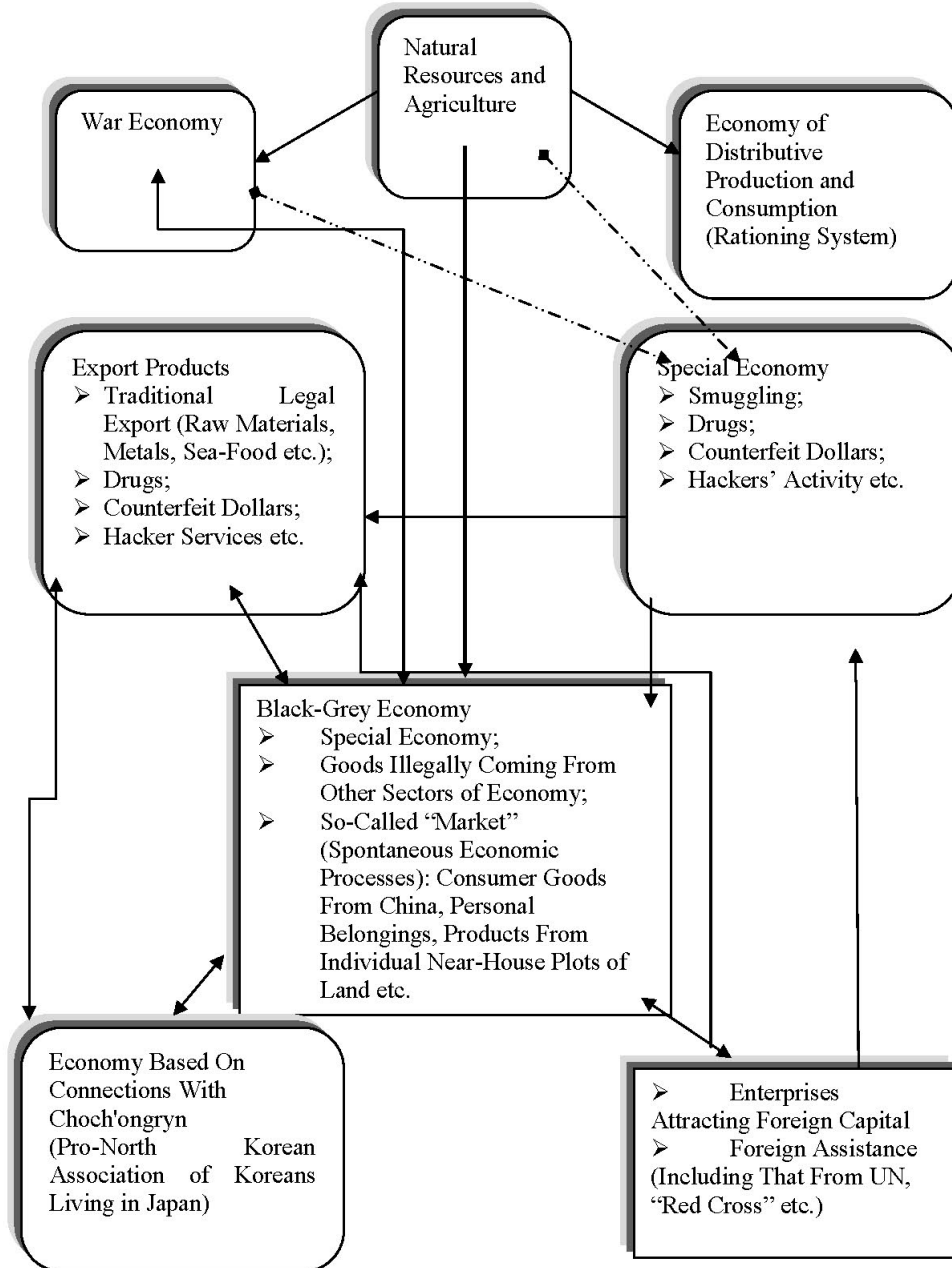 Natural
Resources and
Agriculture
War Economy
Economy of
Distributive
Production and
Consumption
(Rationing System)
Export Products
➢ Traditional Legal
Export (Raw Materials,
Metals, Sea-Food etc.);
➢ Drugs;
➢ Counterfeit Dollars;
➢ Hacker Services etc.
Special Economy
➢ Smuggling;
➢ Drugs;
➢ Counterfeit Dollars;
➢ Hackers’ Activity etc.
Black-Grey Economy
➢ Special Economy;
➢ Goods Illegally Coming From
Other Sectors of Economy;
➢ So-Called “Market”
(Spontaneous Economic
Processes): Consumer Goods
From China, Personal
Belongings, Products From
Individual Near-House Plots of
Land etc.
Economy Based On
Connections With
Choch'ongryn
(Pro-North Korean
Association of Koreans
Living in Japan)
➢ Enterprises
Attracting Foreign Capital
➢ Foreign Assistance
(Including That From UN,
“Red Cross” etc.)